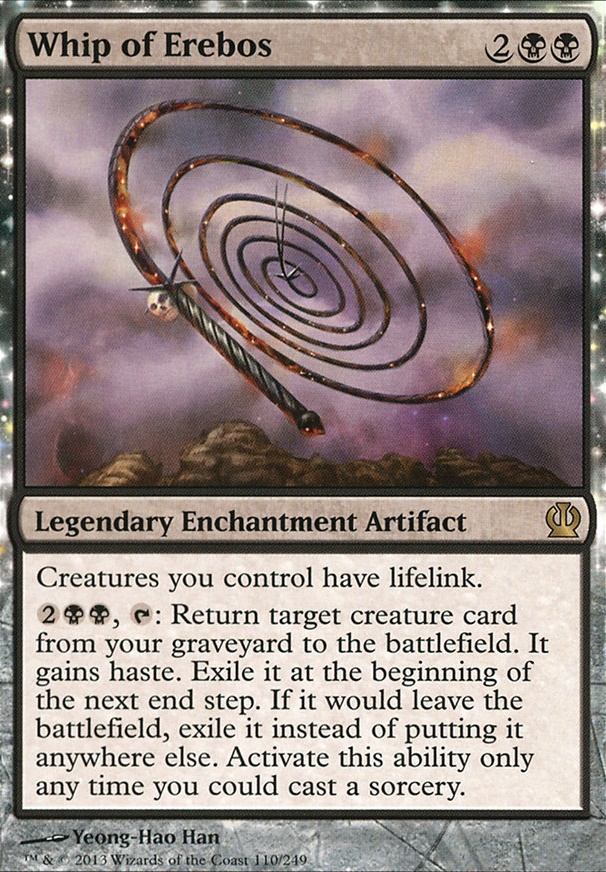 Whip of Erebos 2
Legendary Enchantment Artifact
Creatures you control have lifelink.
2, : Return target creature card
from your graveyard to the battlefield. It
gains haste. Exile it at the beginning of
the next end step. If it would leave the
battlefield, exile it instead of putting it
anywhere else. Activate this ability only
any time you could cast a sorcery.
Yeong-Hao Han
™ & © 2013 Wizards of the Coast 110/249